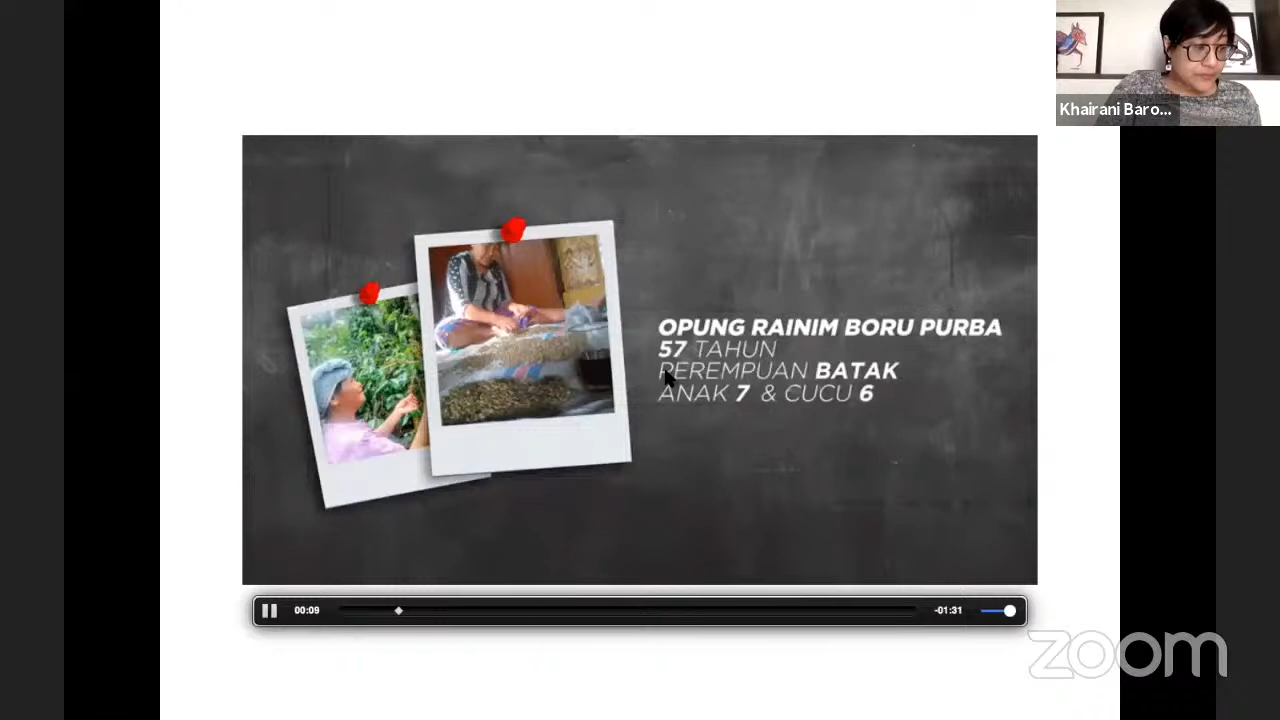 Khairani Baro...
OPUNG RAINIM BORU PURBA
57 TAHUN
PEREMPUAN BATAK
ANAK 7 & CUCU 6
00:09
-01:31
zoom